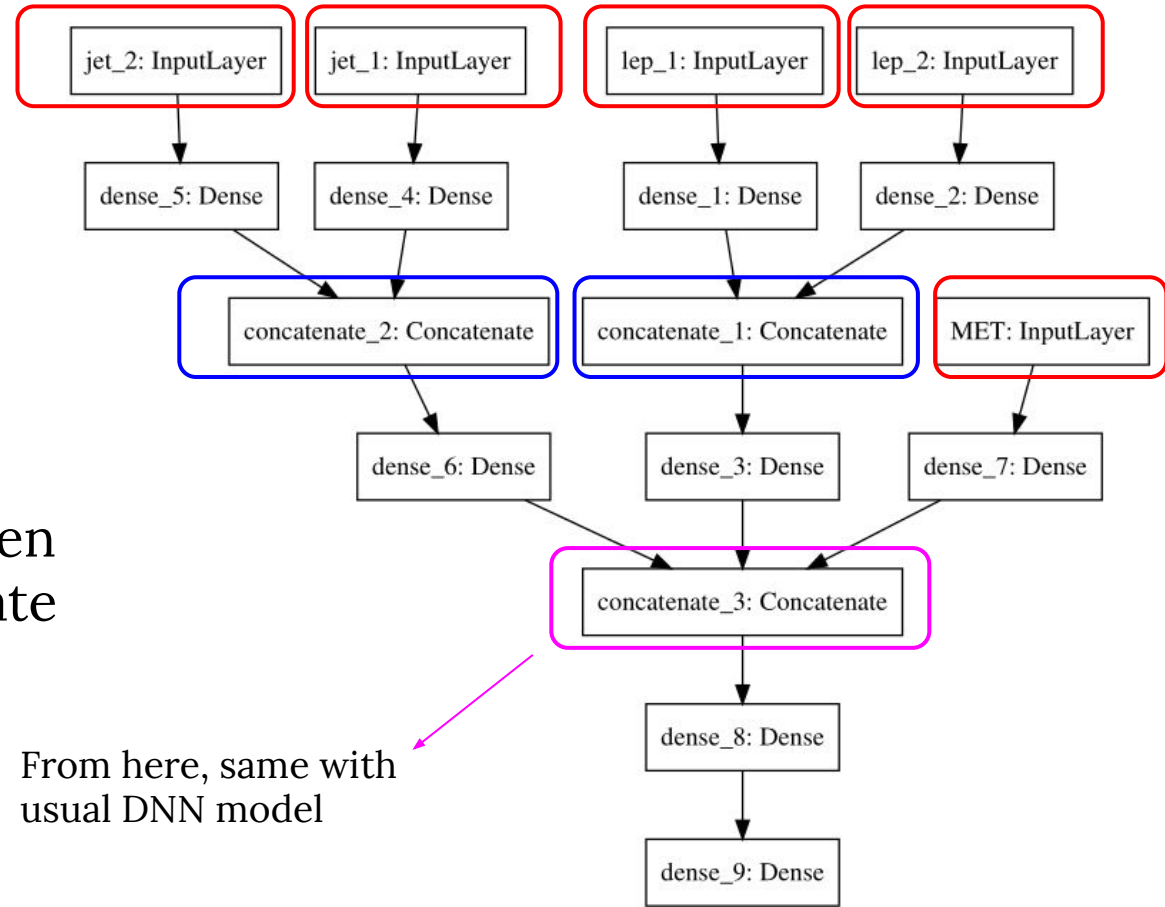 jet_2: InputLayer
jet_1: InputLayer
lep_1: InputLayer
lep_2: InputLayer
dense_5: Dense
dense_4: Dense
dense_1: Dense
dense_2: Dense
concatenate_2: Concatenate
concatenate_1: Concatenate
MET: InputLayer
dense_6: Dense
dense_3: Dense
dense_7: Dense
concatenate_3: Concatenate
dense_8: Dense
From here, same with
usual DNN model
dense_9: Dense